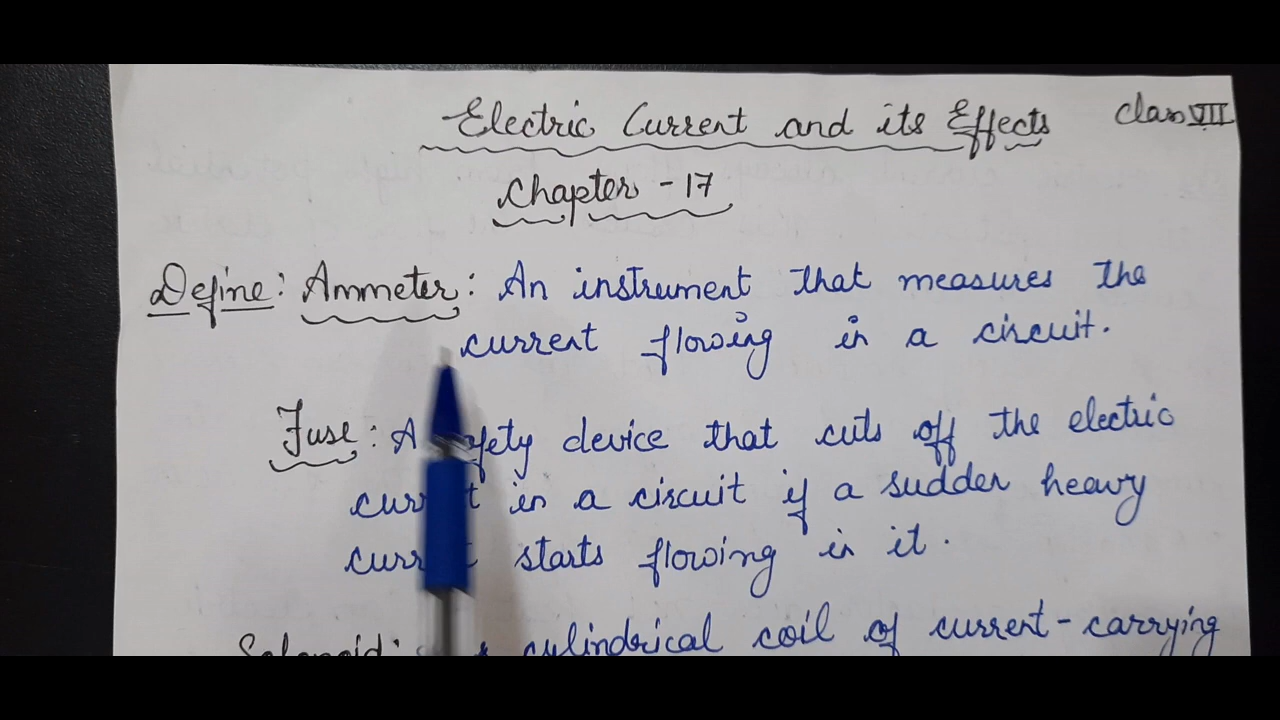 Electric Current and its Effects Class VII
Chapter - 17
Define: Ammeter: An instrument that measures the
current flowing in a circuit.
Fuse: A device that cuts off the electric
in a circuit if a sudden heavy
starts flowing in it.
Solenoid: cylindrical coil of current-carrying